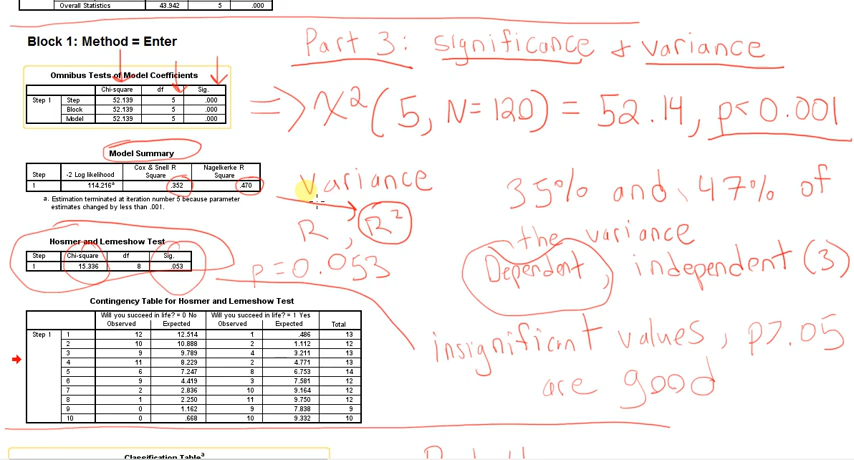 Overall Statistics 43.942 5 .000
Block 1: Method = Enter
Part 3: significance & variance
Omnibus Tests of Model Coefficients
Chi-square df Sig.
Step 1 Step 52.139 5 .000
Block 52.139 5 .000
Model 52.139 5 .000
=> X² (5, N=120) = 52.14, p<0.001
Model Summary
Step -2 Log likelihood Cox & Snell R Square Nagelkerke R Square
1 114.216ᵃ .352 .470
a. Estimation terminated at iteration number 5 because parameter
estimates changed by less than .001.
variance
R, R²
35% and 47% of
the variance
Dependent, independent (3)
Hosmer and Lemeshow Test
Step Chi-square df Sig.
1 15.336 8 .053
p=0.053
insignificant values, p>.05
are good
Contingency Table for Hosmer and Lemeshow Test
Will you succeed in life? = 0 No Will you succeed in life? = 1 Yes
Observed Expected Observed Expected Total
Step 1 1 12 12.514 1 .486 13
2 10 10.888 2 1.112 12
3 9 9.789 4 3.211 13
4 11 8.229 2 4.771 13
5 6 7.247 8 6.753 14
6 9 4.419 3 7.581 12
7 2 2.836 10 9.164 12
8 1 2.250 11 9.750 12
9 0 1.162 9 7.838 9
10 0 .668 10 9.332 10
Classification Tableᵃ